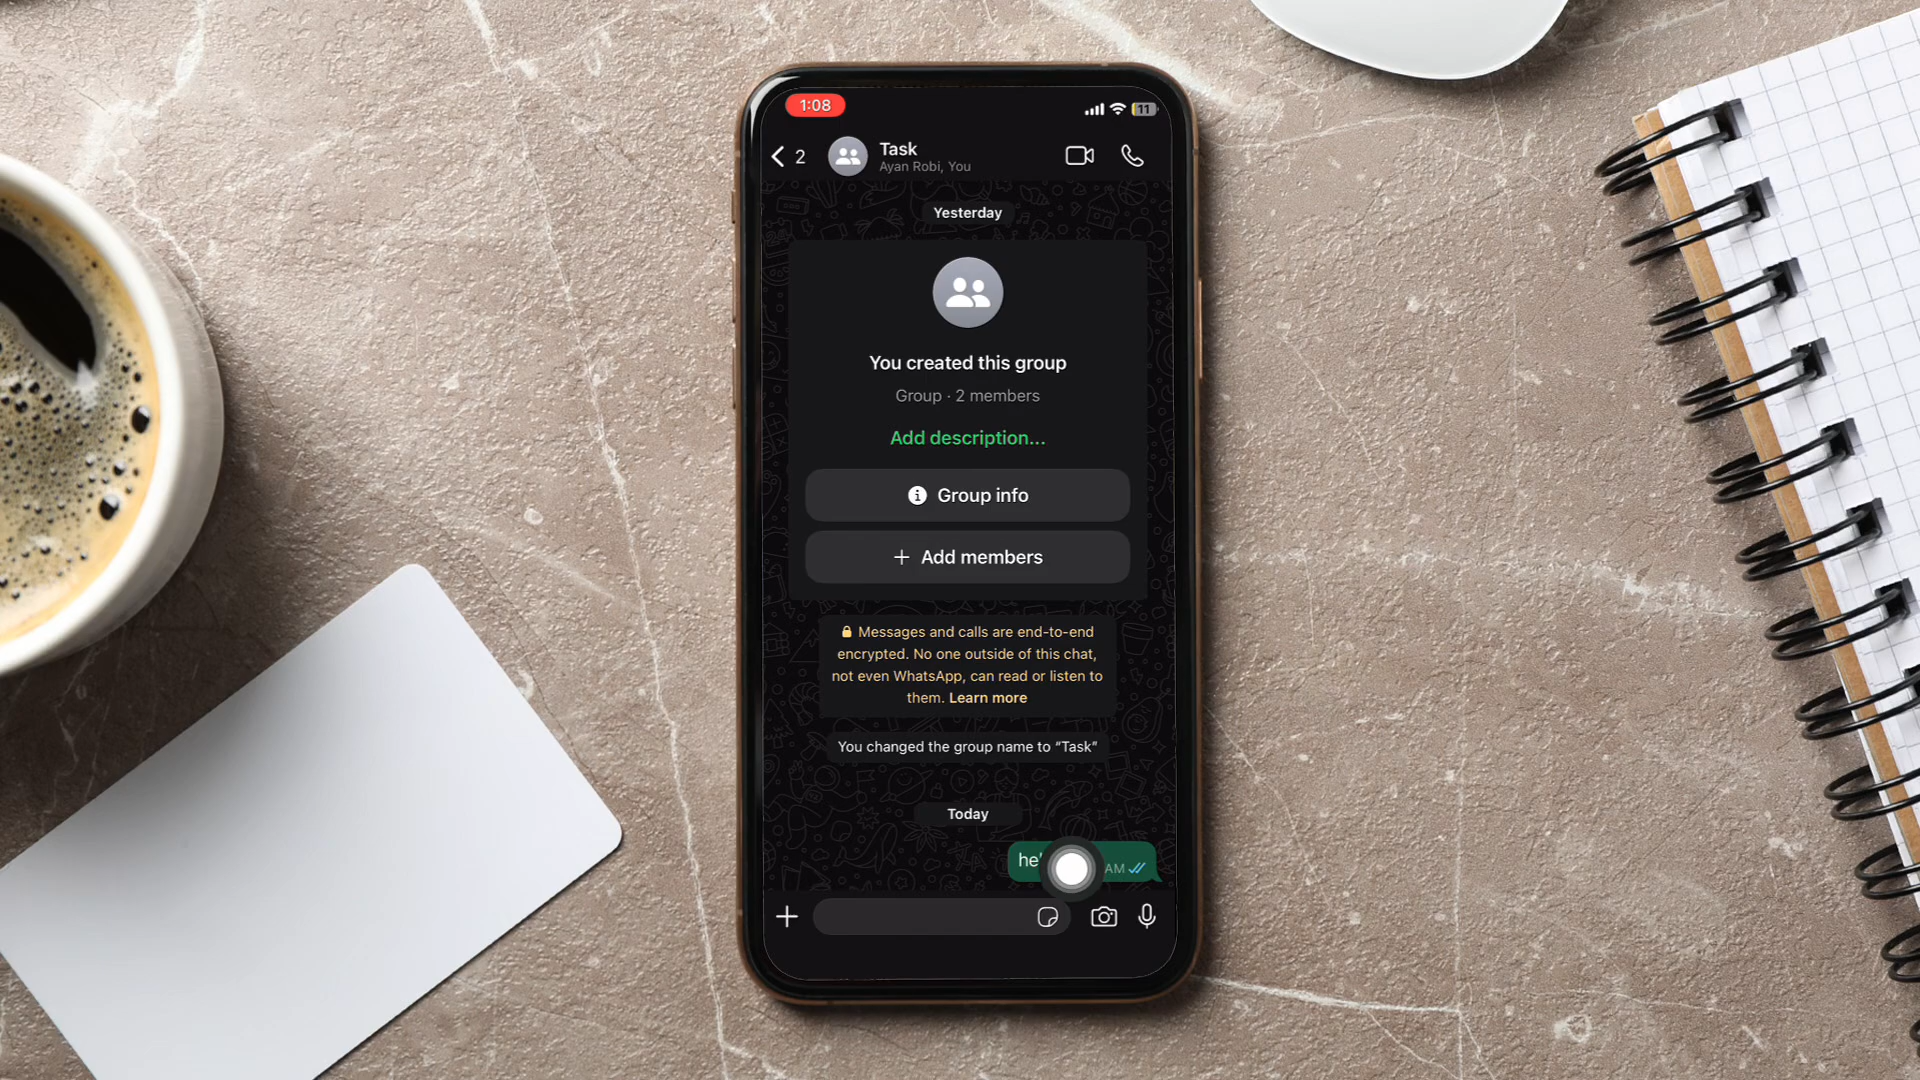 1:08
11
2
Task
Ayan Robi, You
Yesterday
You created this group
Group · 2 members
Add description...
Group info
+ Add members
Messages and calls are end-to-end
encrypted. No one outside of this chat,
not even WhatsApp, can read or listen to
them. Learn more
You changed the group name to “Task”
Today
AM